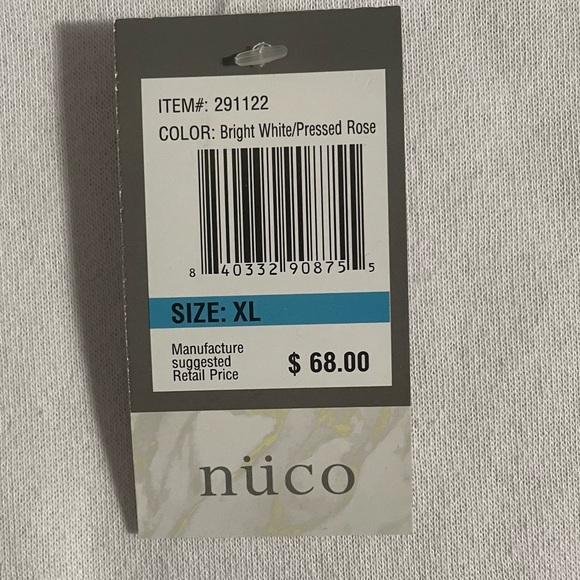 ITEM#: 291122
COLOR: Bright White/Pressed Rose
8 40332 90875 5
SIZE: XL
Manufacture
suggested
Retail Price
$ 68.00
nüco